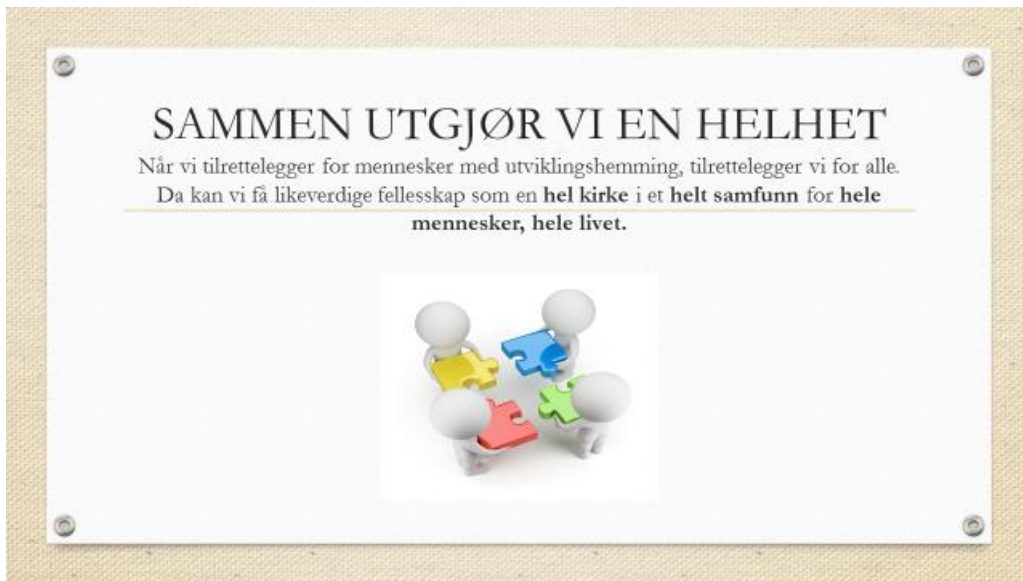 SAMMEN UTGJØR VI EN HELHET
Når vi tilrettelegger for mennesker med utviklingshemming, tilrettelegger vi for alle.
Da kan vi få likeverdige fellesskap som en hel kirke i et helt samfunn for hele
mennesker, hele livet.